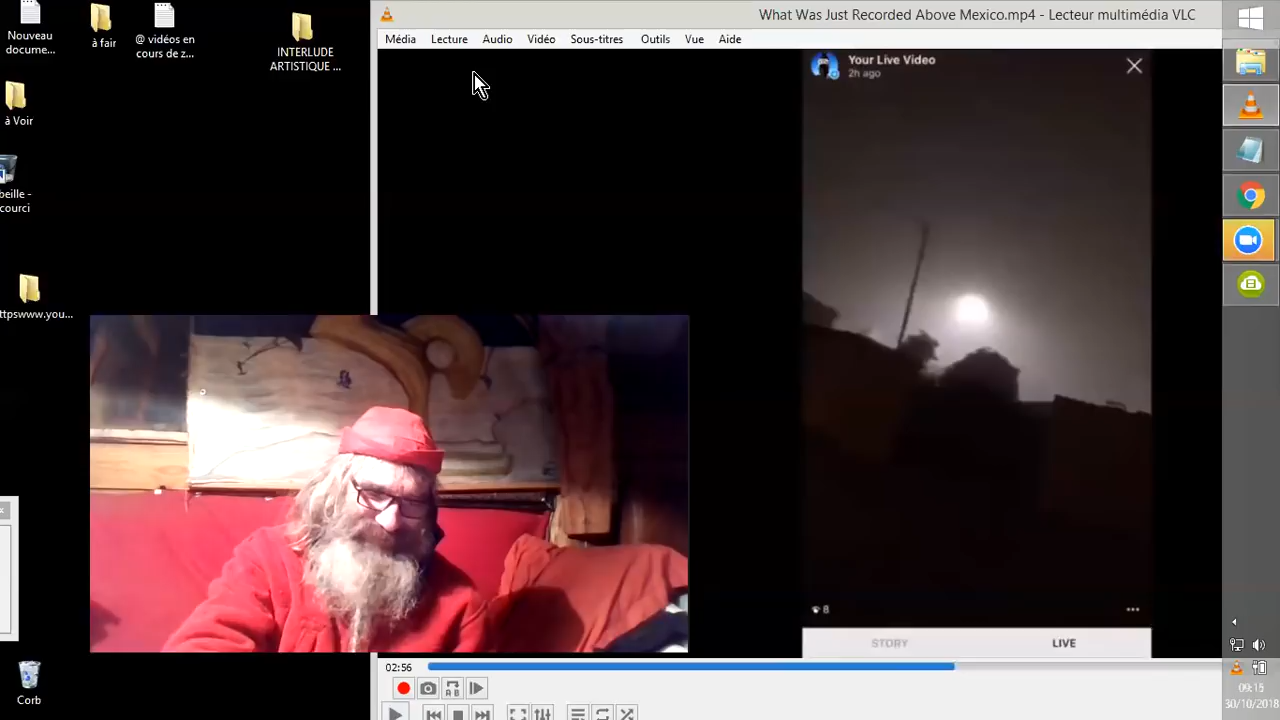 Nouveau
docume...
à fair
@ vidéos en
cours de z...
INTERLUDE
ARTISTIQUE ...
à Voir
beille -
courci
ttpswww.you...
Corb
What Was Just Recorded Above Mexico.mp4 - Lecteur multimédia VLC
Média Lecture Audio Vidéo Sous-titres Outils Vue Aide
Your Live Video
2h ago
8
STORY LIVE
02:56
A B
09:15
30/10/2018